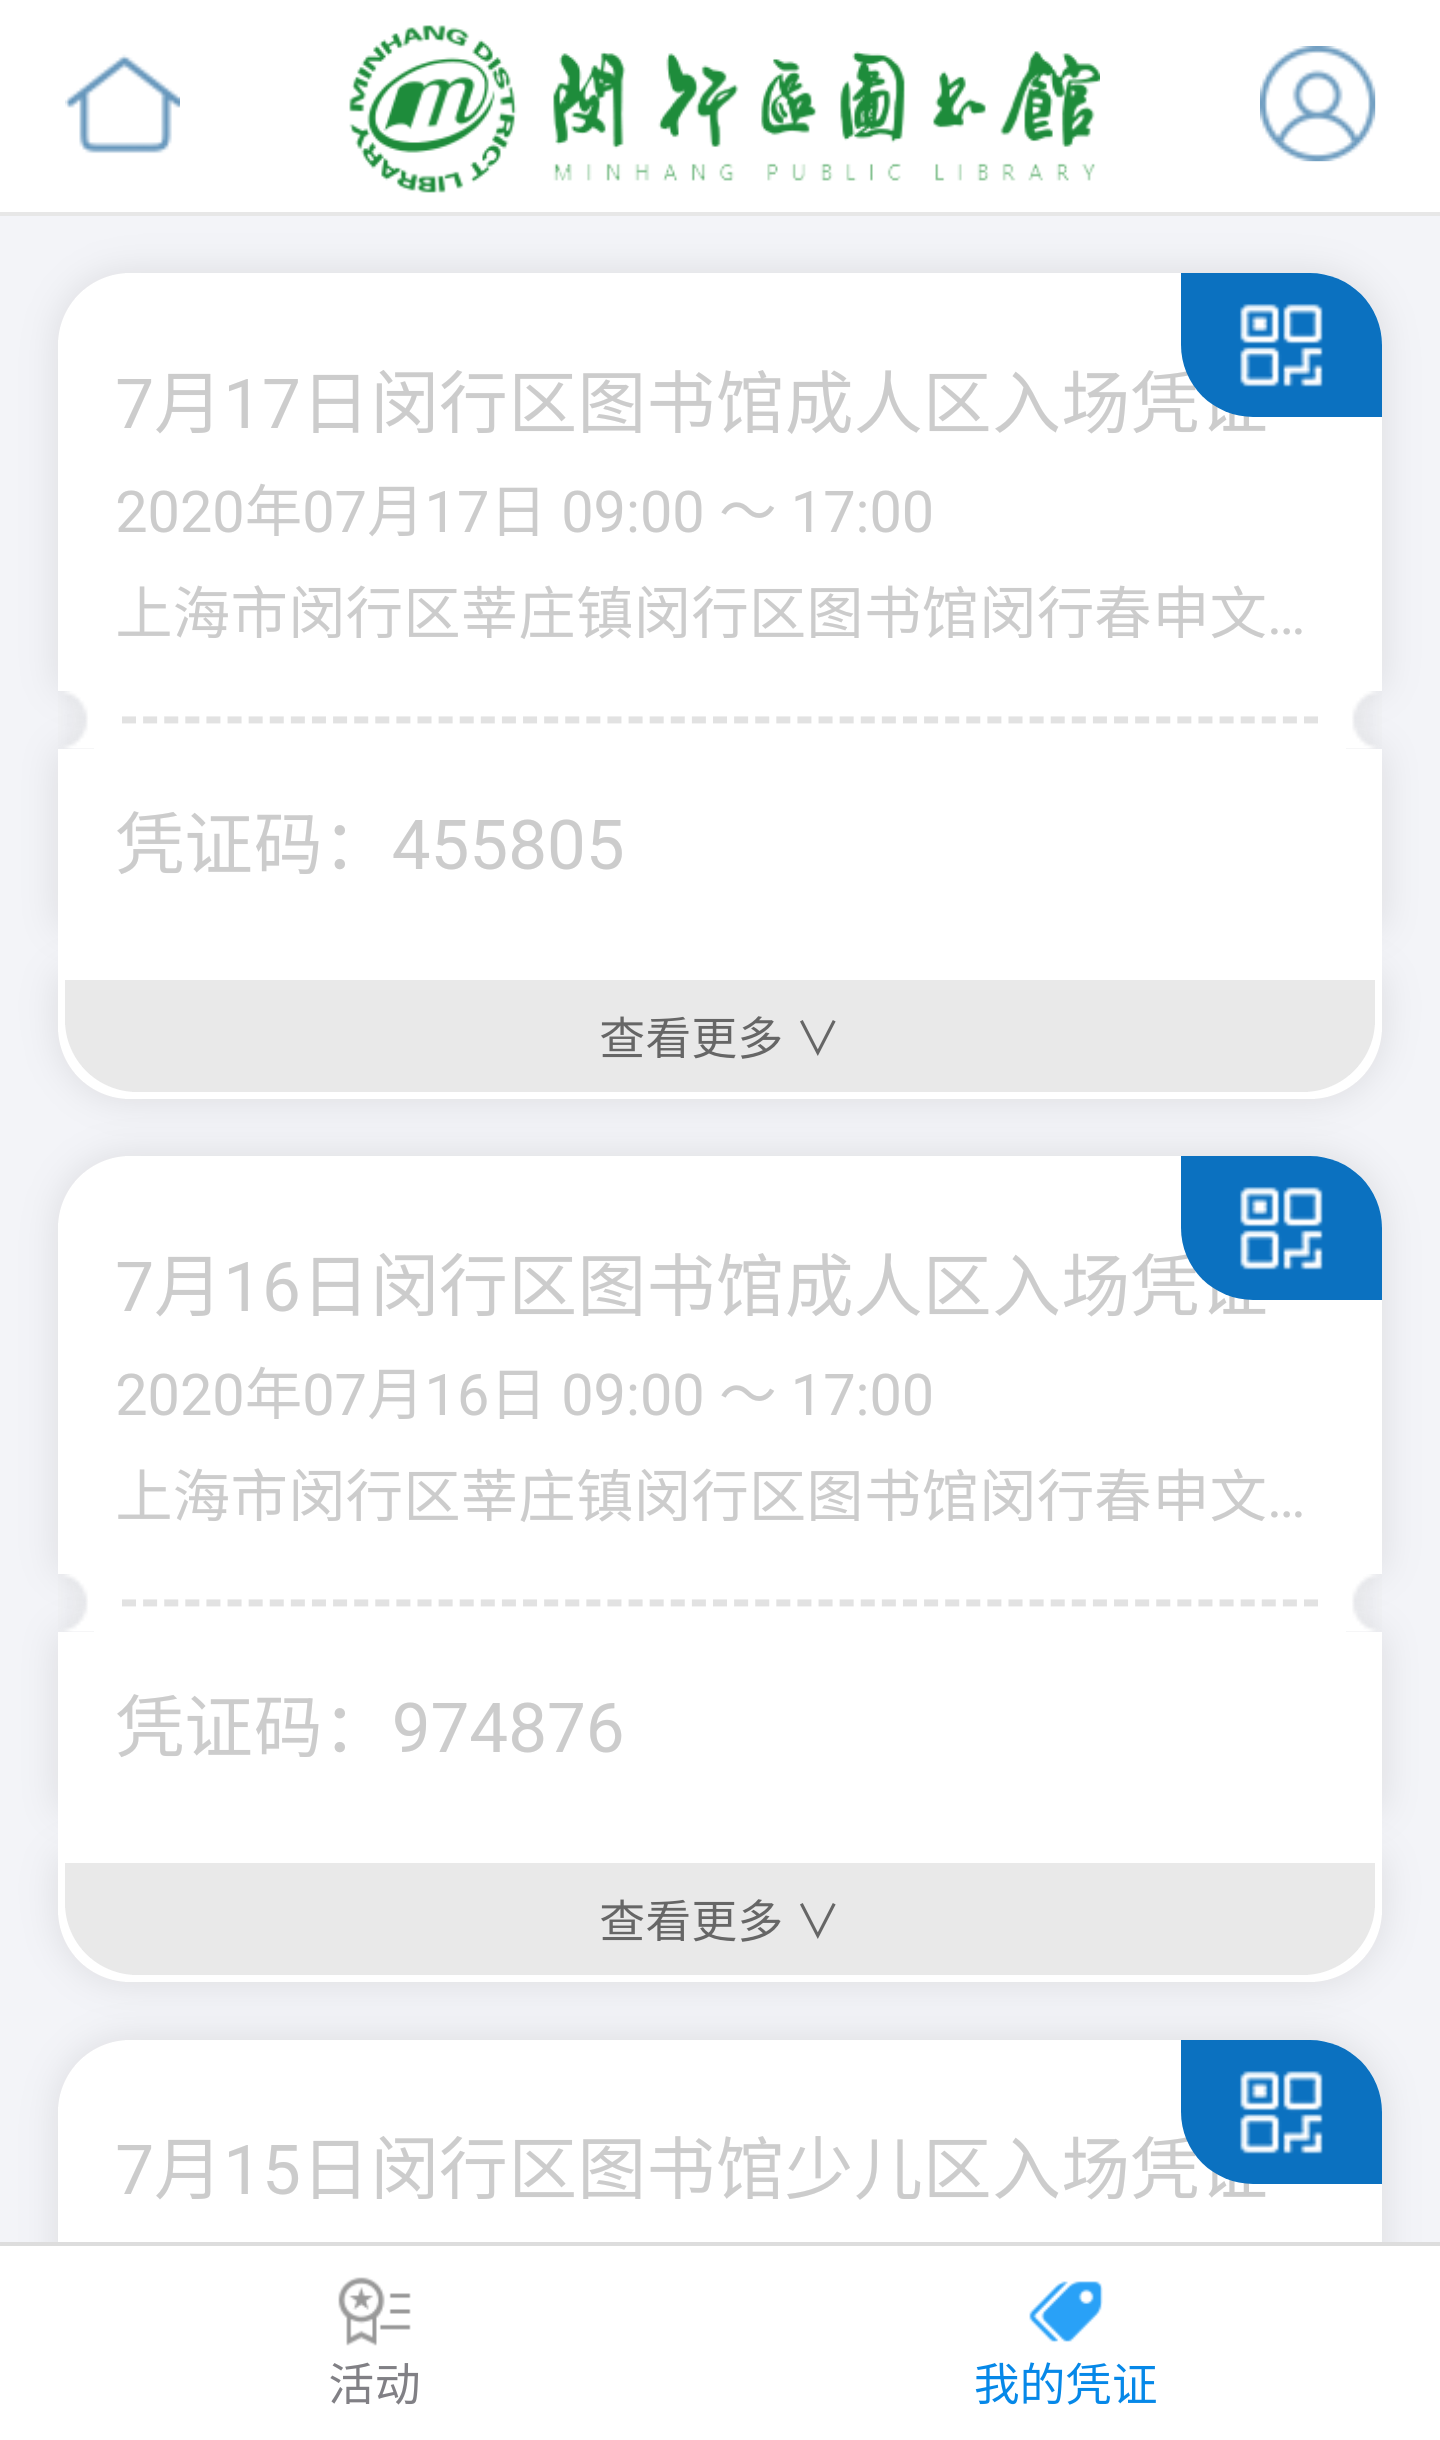 MINHANG DISTRICT LIBRARY
m
閔行區圖書館
MINHANG PUBLIC LIBRARY
7月17日闵行区图书馆成人区入场凭证
2020年07月17日 09:00 ～ 17:00
上海市闵行区莘庄镇闵行区图书馆闵行春申文...
凭证码：455805
查看更多 ∨
7月16日闵行区图书馆成人区入场凭证
2020年07月16日 09:00 ～ 17:00
上海市闵行区莘庄镇闵行区图书馆闵行春申文...
凭证码：974876
查看更多 ∨
7月15日闵行区图书馆少儿区入场凭证
活动
我的凭证